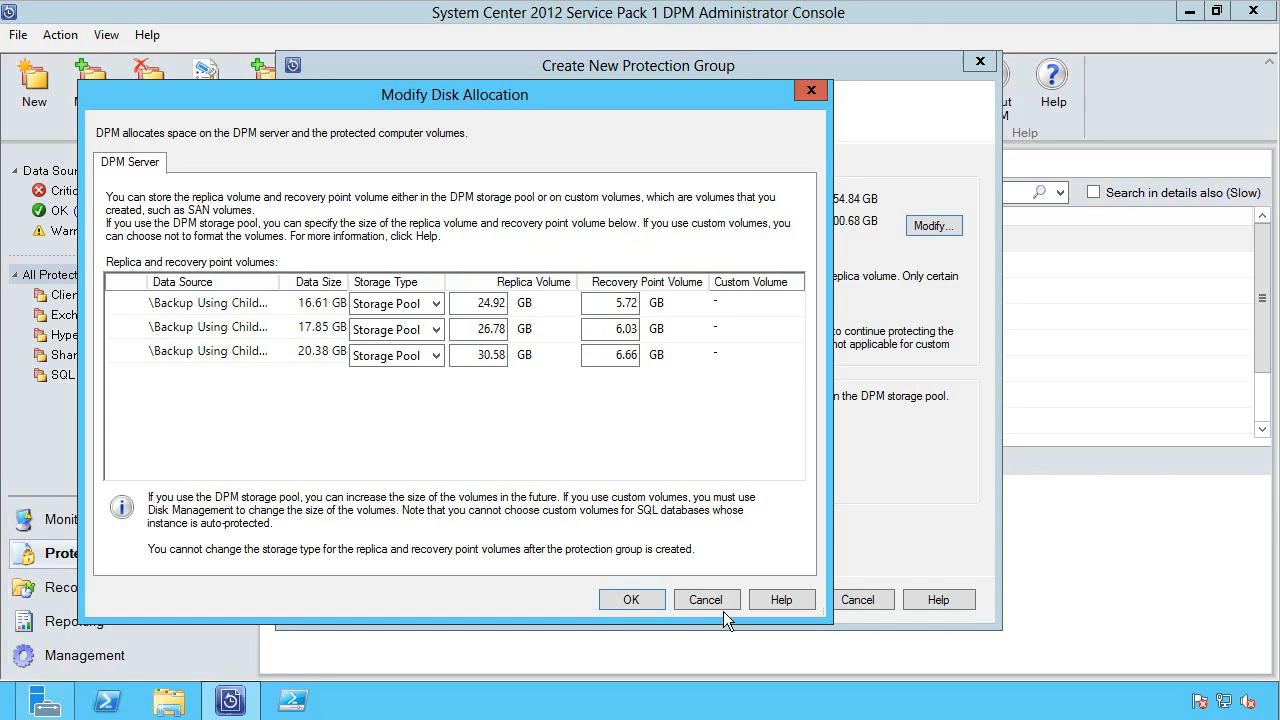 System Center 2012 Service Pack 1 DPM Administrator Console
File Action View Help
Create New Protection Group
Modify Disk Allocation
New
Help
Help
DPM allocates space on the DPM server and the protected computer volumes.
DPM Server
You can store the replica volume and recovery point volume either in the DPM storage pool or on custom volumes, which are volumes that you
created, such as SAN volumes.
If you use the DPM storage pool, you can specify the size of the replica volume and recovery point volume below. If you use custom volumes, you
can choose not to format the volumes. For more information, click Help.
Replica and recovery point volumes:
Data Source Data Size Storage Type Replica Volume Recovery Point Volume Custom Volume
\Backup Using Child... 16.61 GB Storage Pool 24.92 GB 5.72 GB -
\Backup Using Child... 17.85 GB Storage Pool 26.78 GB 6.03 GB -
\Backup Using Child... 20.38 GB Storage Pool 30.58 GB 6.66 GB -
If you use the DPM storage pool, you can increase the size of the volumes in the future. If you use custom volumes, you must use
Disk Management to change the size of the volumes. Note that you cannot choose custom volumes for SQL databases whose
instance is auto-protected.
You cannot change the storage type for the replica and recovery point volumes after the protection group is created.
OK Cancel Help
Data Sour
Critic
OK (
Warr
All Protec
Clien
Exch
Hype
Shar
SQL
54.84 GB
00.68 GB
Modify...
eplica volume. Only certain
to continue protecting the
not applicable for custom
n the DPM storage pool.
Cancel Help
Search in details also (Slow)
Monit
Prote
Reco
Reporting
Management